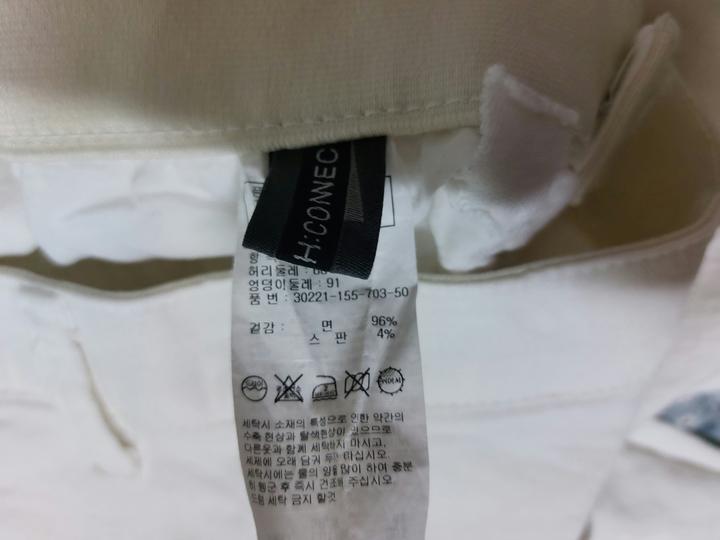 H:CONNEC
허리둘레 :
엉덩이둘레 : 91
품 번 : 30221-155-703-50
겉감 : 면 96%
스 판 4%
세탁시 소재의 특성으로 인한 약간의
수축 현상과 탈색현상이 있으므로
다른옷과 함께 세탁하지 마시고,
세제에 오래 담궈 두지 마십시오.
세탁시에는 물의 양을 많이 하여 충분
히 헹군 후 즉시 건조해 주십시오.
드럼 세탁 금지 할것